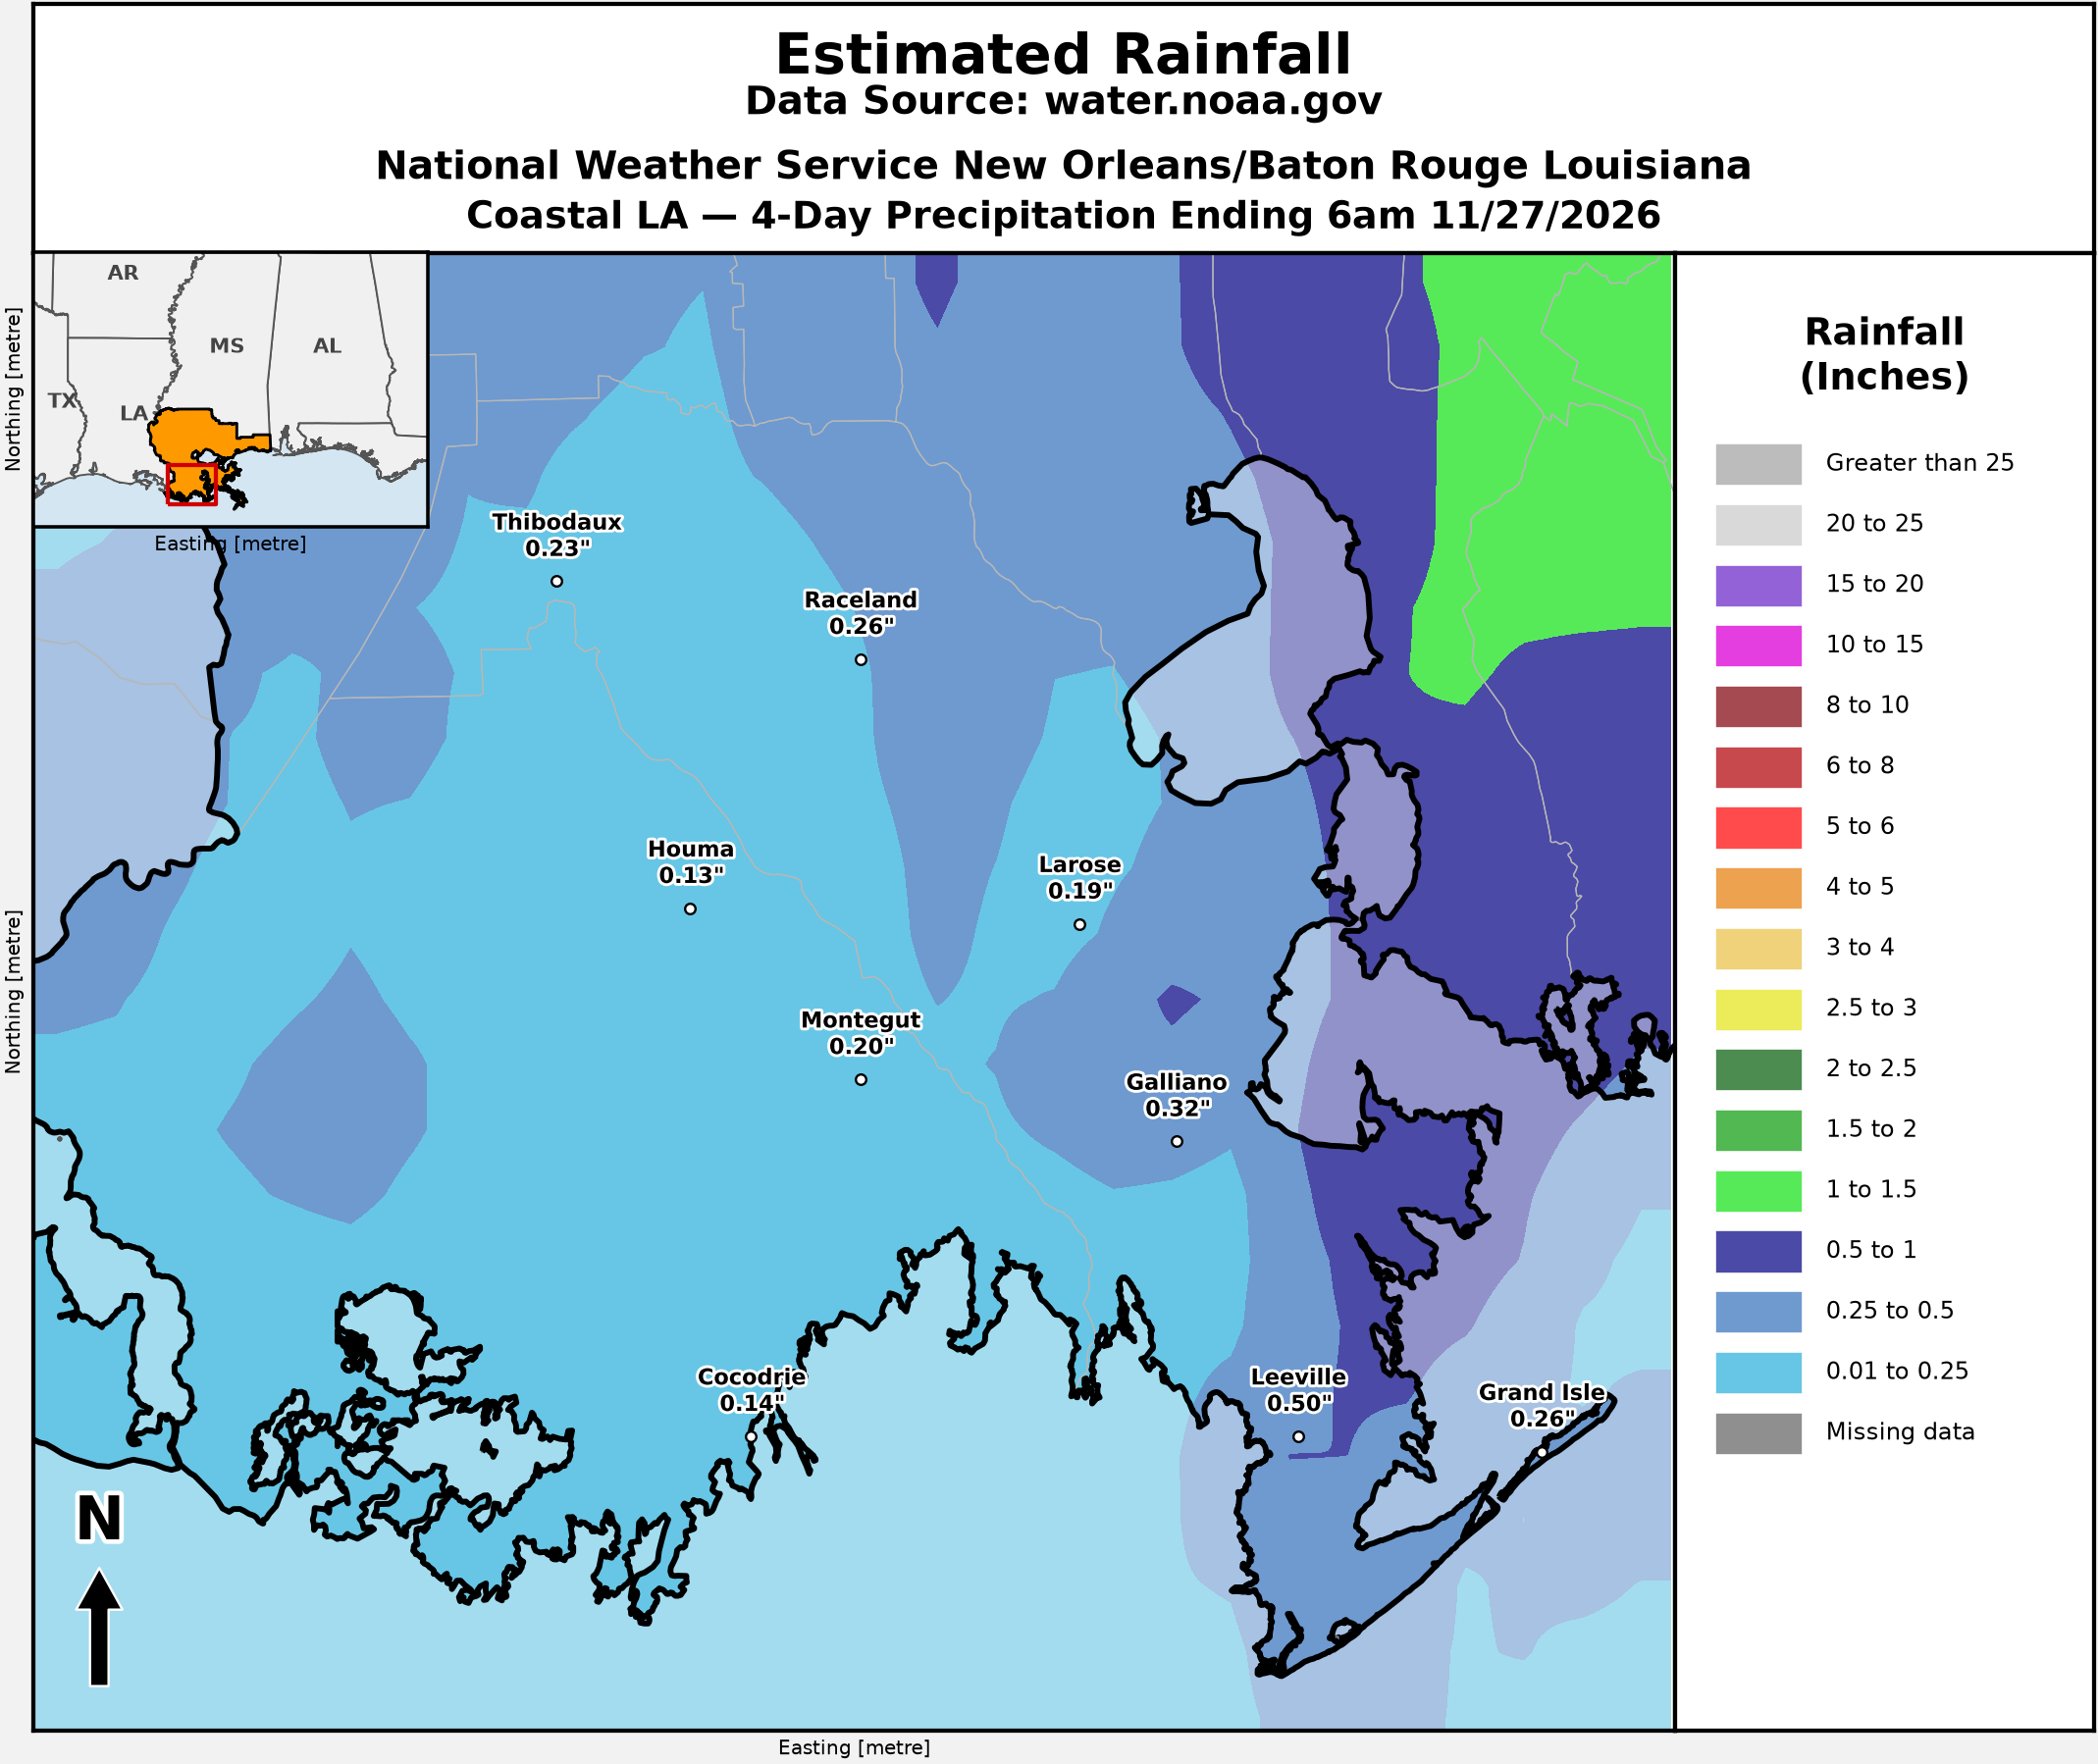 Estimated Rainfall
Data Source: water.noaa.gov
National Weather Service New Orleans/Baton Rouge Louisiana
Coastal LA — 4-Day Precipitation Ending 6am 11/27/2026
AR
MS
AL
TX
LA
Northing [metre]
Easting [metre]
Thibodaux
0.23"
Raceland
0.26"
Houma
0.13"
Larose
0.19"
Montegut
0.20"
Galliano
0.32"
Cocodrie
0.14"
Leeville
0.50"
Grand Isle
0.26"
N
Northing [metre]
Easting [metre]
Rainfall
(Inches)
Greater than 25
20 to 25
15 to 20
10 to 15
8 to 10
6 to 8
5 to 6
4 to 5
3 to 4
2.5 to 3
2 to 2.5
1.5 to 2
1 to 1.5
0.5 to 1
0.25 to 0.5
0.01 to 0.25
Missing data